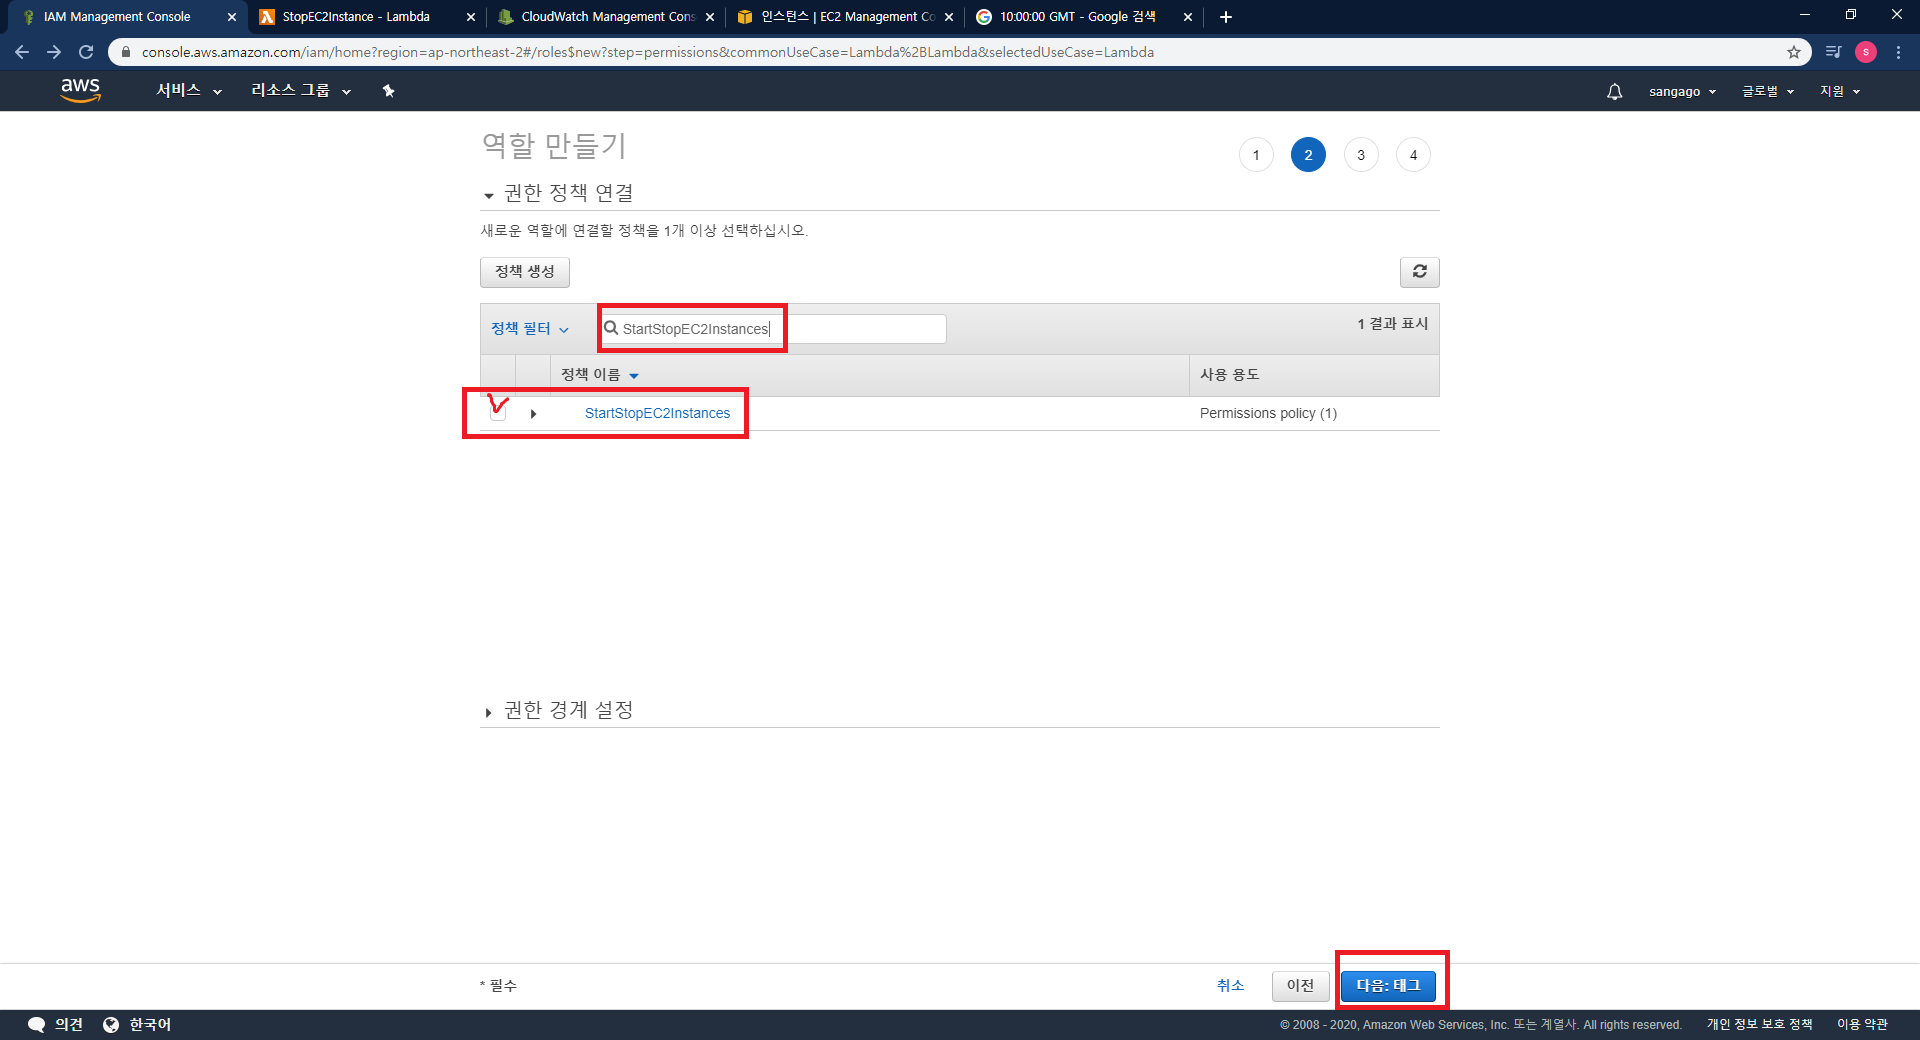 IAM Management Console
StopEC2Instance - Lambda
CloudWatch Management Cons
인스턴스 | EC2 Management Co
10:00:00 GMT - Google 검색
console.aws.amazon.com/iam/home?region=ap-northeast-2#/roles$new?step=permissions&commonUseCase=Lambda%2BLambda&selectedUseCase=Lambda
s
aws
서비스
리소스 그룹
sangago
글로벌
지원
역할 만들기
1
2
3
4
권한 정책 연결
새로운 역할에 연결할 정책을 1개 이상 선택하십시오.
정책 생성
정책 필터
StartStopEC2Instances
1 결과 표시
정책 이름
사용 용도
StartStopEC2Instances
Permissions policy (1)
권한 경계 설정
* 필수
취소
이전
다음: 태그
의견
한국어
© 2008 - 2020, Amazon Web Services, Inc. 또는 계열사. All rights reserved.
개인 정보 보호 정책
이용 약관